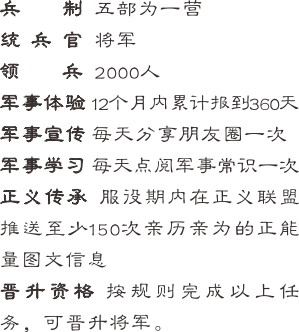 兵 制 五部为一营
统 兵 官 将军
领 兵 2000人
军事体验 12个月内累计报到360天
军事宣传 每天分享朋友圈一次
军事学习 每天点阅军事常识一次
正义传承 服设期内在正义联盟
推送至少150次亲历亲为的正能
量图文信息
晋升资格 按规则完成以上任
务，可晋升将军。